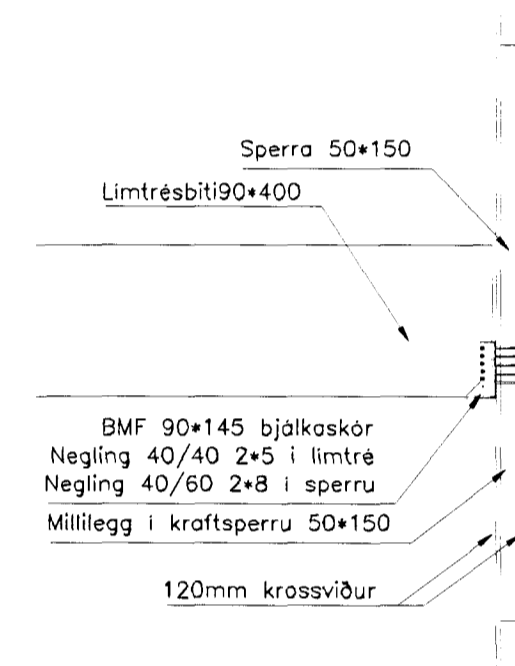 Sperra 50*150
Limtrésbiti90*400
BMF 90*145 bjálkaskór
Negling 40/40 2*5 i limtré
Negling 40/60 2*8 i sperru
Millilegg i kraftsperru 50*150
120mm krossviður